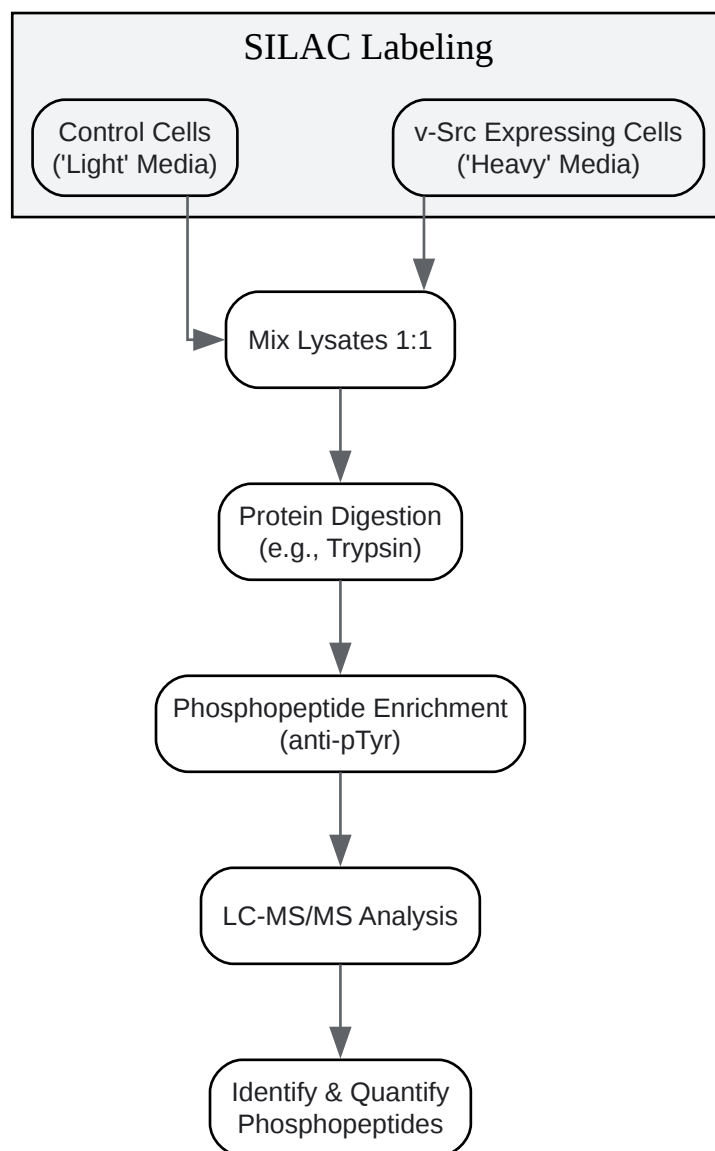 SILAC Labeling
Control Cells
('Light' Media)
v-Src Expressing Cells
('Heavy' Media)
Mix Lysates 1:1
Protein Digestion
(e.g., Trypsin)
Phosphopeptide Enrichment
(anti-pTyr)
LC-MS/MS Analysis
Identify & Quantify
Phosphopeptides